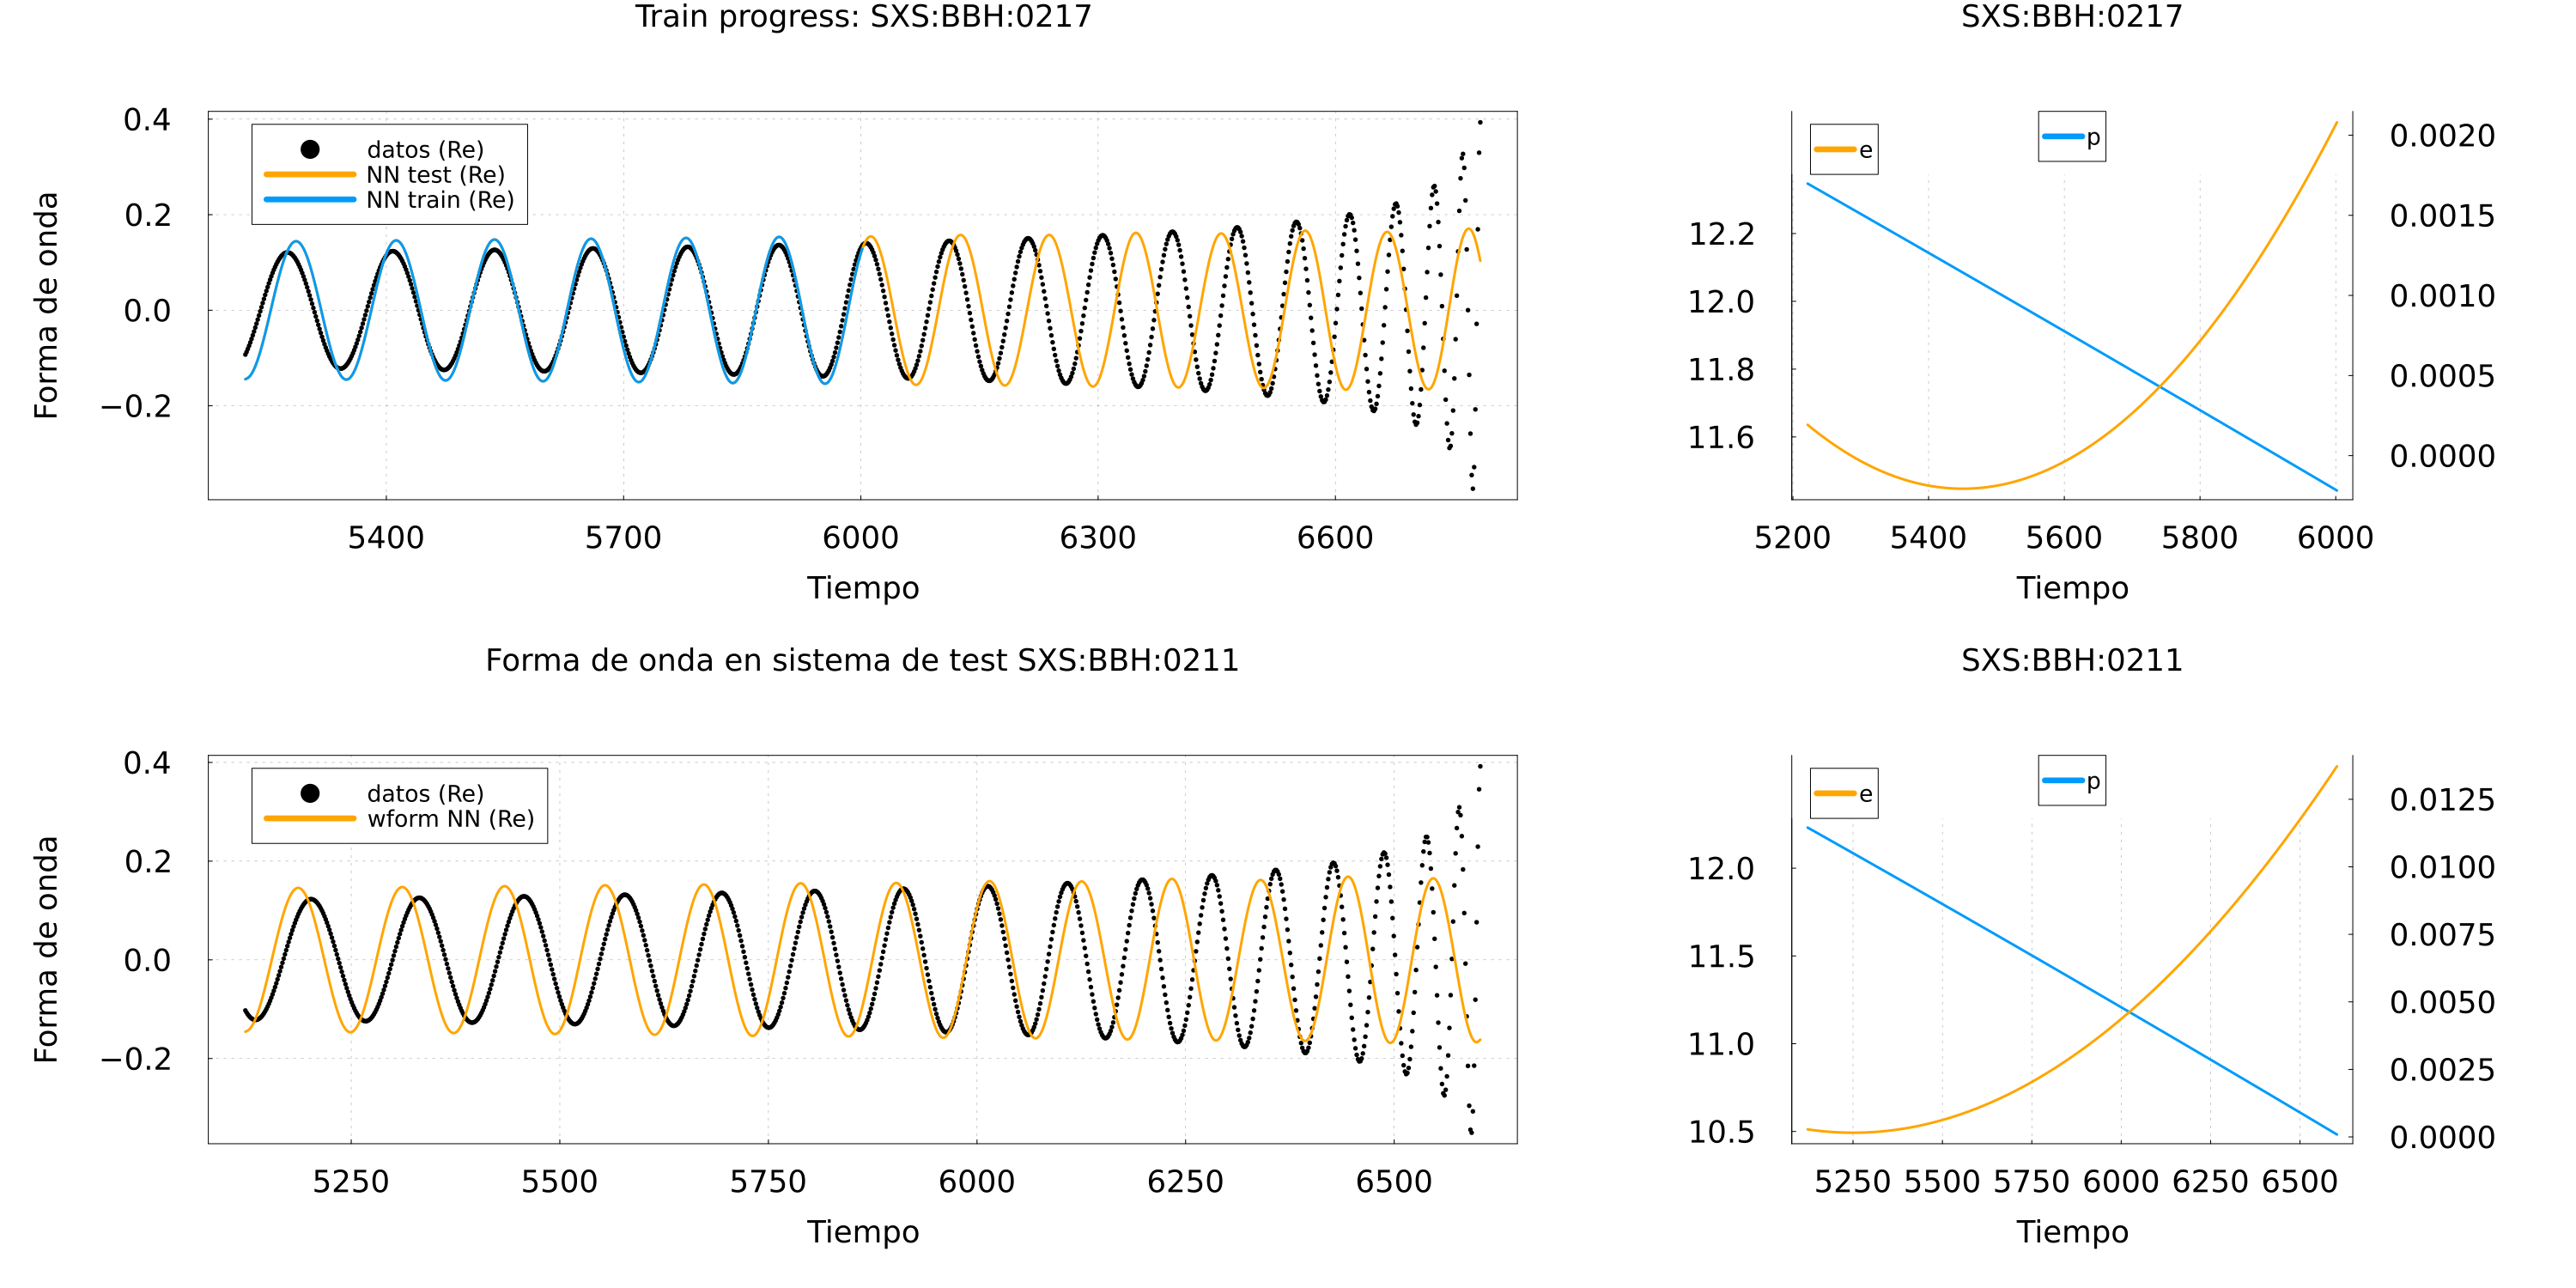 Train progress: SXS:BBH:0217
0.4
0.2
0.0
−0.2
Forma de onda
datos (Re)
NN test (Re)
NN train (Re)
5400 5700 6000 6300 6600
Tiempo
SXS:BBH:0217
e
p
12.2
12.0
11.8
11.6
0.0020
0.0015
0.0010
0.0005
0.0000
5200 5400 5600 5800 6000
Tiempo
Forma de onda en sistema de test SXS:BBH:0211
0.4
0.2
0.0
−0.2
Forma de onda
datos (Re)
wform NN (Re)
5250 5500 5750 6000 6250 6500
Tiempo
SXS:BBH:0211
e
p
12.0
11.5
11.0
10.5
0.0125
0.0100
0.0075
0.0050
0.0025
0.0000
5250 5500 5750 6000 6250 6500
Tiempo